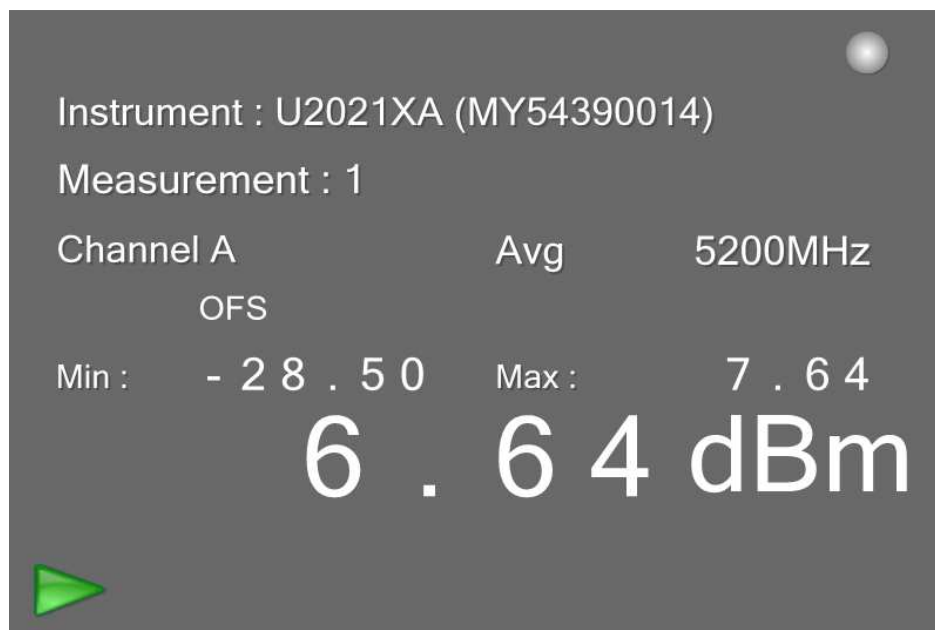 Instrument : U2021XA (MY54390014)
Measurement : 1
Channel A Avg 5200MHz
OFS
Min : -28.50 Max : 7.64
6.64 dBm